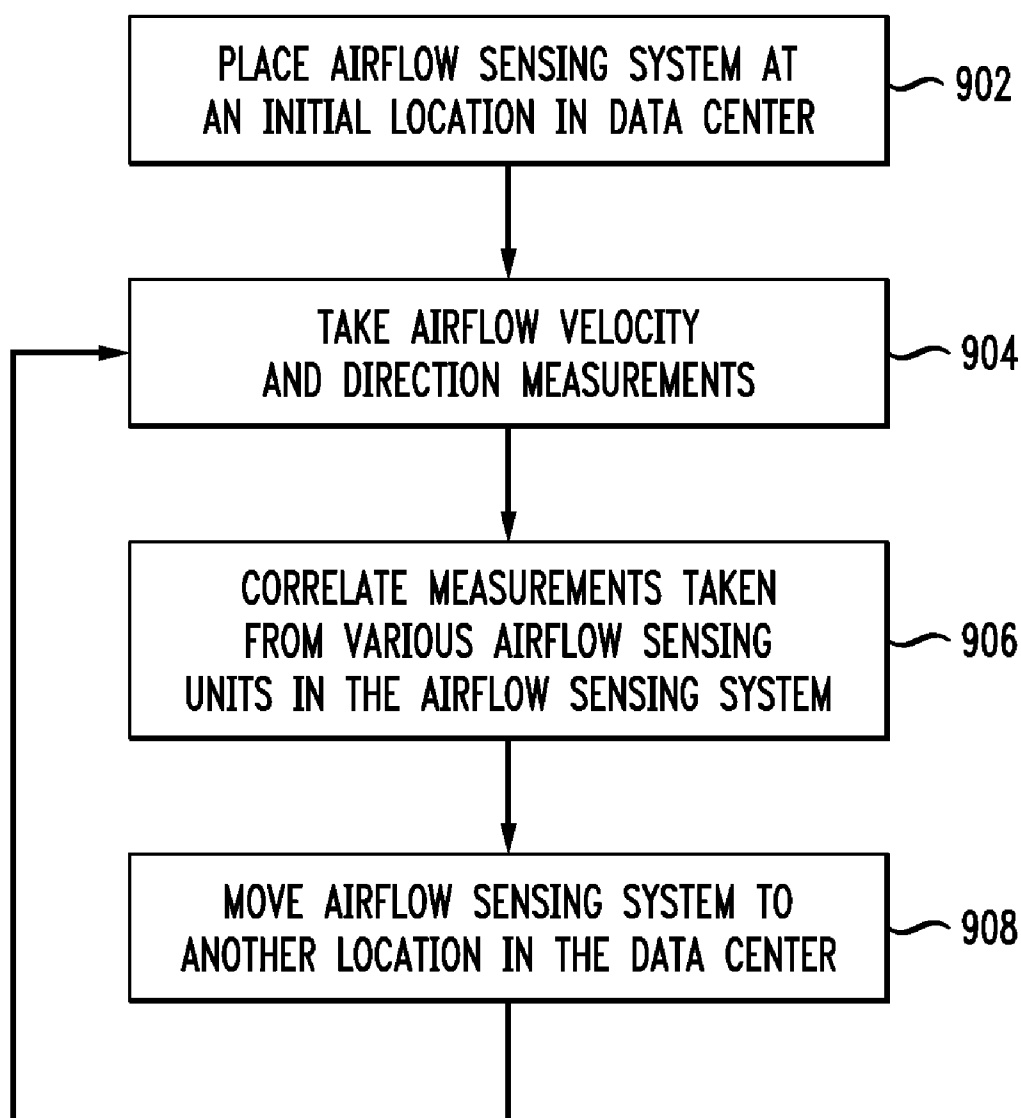 PLACE AIRFLOW SENSING SYSTEM AT
AN INITIAL LOCATION IN DATA CENTER
902
TAKE AIRFLOW VELOCITY
AND DIRECTION MEASUREMENTS
904
CORRELATE MEASUREMENTS TAKEN
FROM VARIOUS AIRFLOW SENSING
UNITS IN THE AIRFLOW SENSING SYSTEM
906
MOVE AIRFLOW SENSING SYSTEM TO
ANOTHER LOCATION IN THE DATA CENTER
908